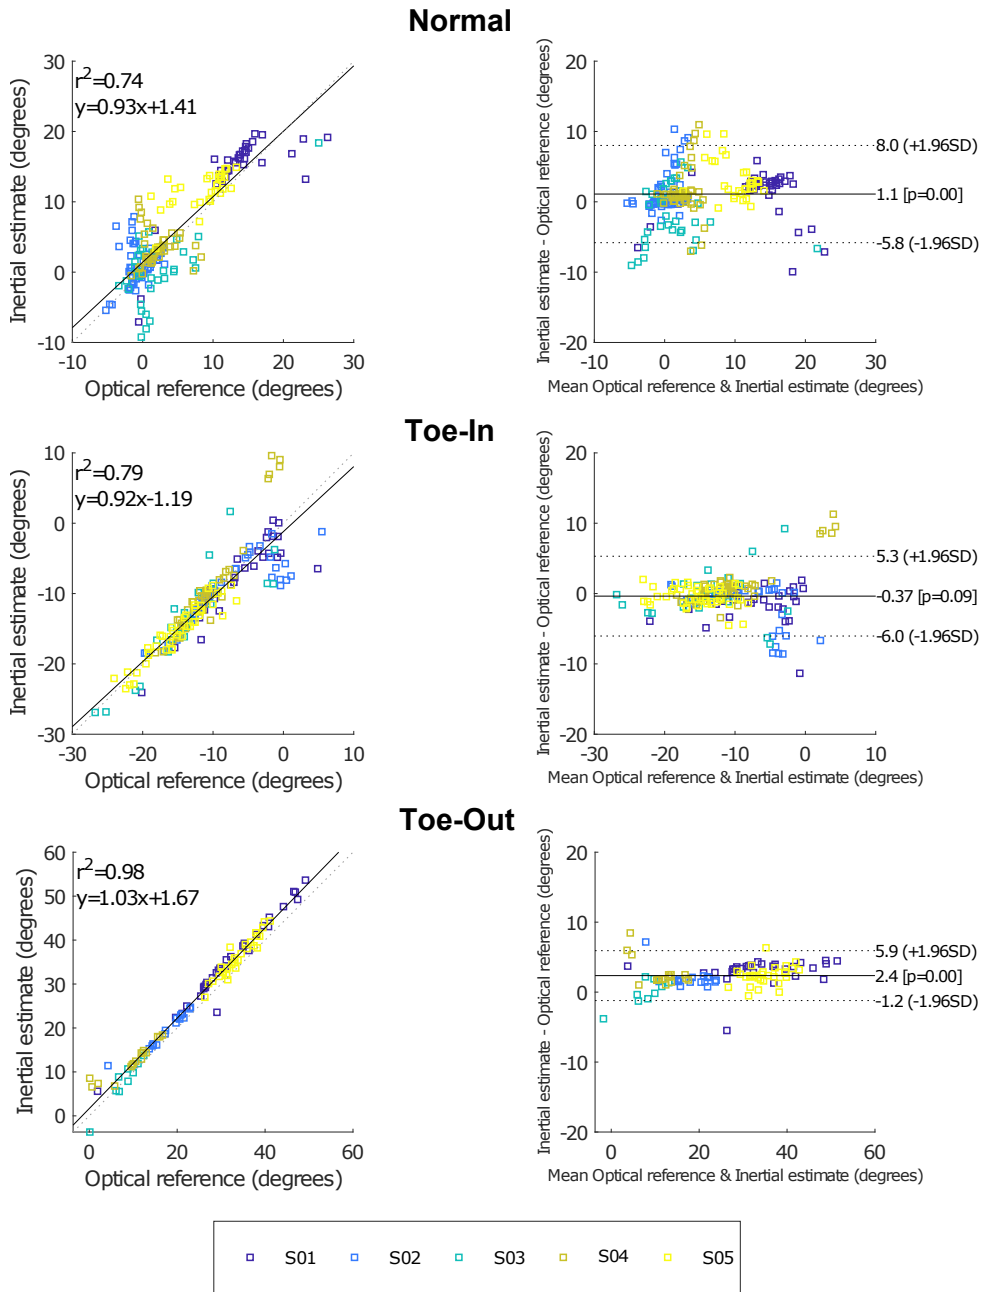 Normal
30
20
10
0
-10
-10
0
10
20
30
r²=0.74
y=0.93x+1.41
Inertial estimate (degrees)
Optical reference (degrees)
20
10
0
-10
-20
-10
0
10
20
30
8.0 (+1.96SD)
1.1 [p=0.00]
-5.8 (-1.96SD)
Inertial estimate - Optical reference (degrees)
Mean Optical reference & Inertial estimate (degrees)
Toe-In
10
0
-10
-20
-30
-30
-20
-10
0
10
r²=0.79
y=0.92x-1.19
Inertial estimate (degrees)
Optical reference (degrees)
20
10
0
-10
-20
-30
-20
-10
0
10
5.3 (+1.96SD)
-0.37 [p=0.09]
-6.0 (-1.96SD)
Inertial estimate - Optical reference (degrees)
Mean Optical reference & Inertial estimate (degrees)
Toe-Out
60
50
40
30
20
10
0
0
20
40
60
r²=0.98
y=1.03x+1.67
Inertial estimate (degrees)
Optical reference (degrees)
20
10
0
-10
-20
0
20
40
60
5.9 (+1.96SD)
2.4 [p=0.00]
-1.2 (-1.96SD)
Inertial estimate - Optical reference (degrees)
Mean Optical reference & Inertial estimate (degrees)
S01 S02 S03 S04 S05